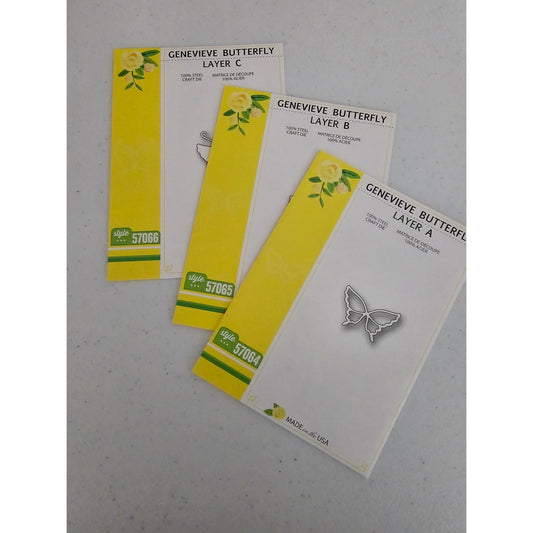 GENEVIEVE BUTTERFLY
LAYER C
100% STEEL
CRAFT DIE
MATRICE DE DÉCOUPE
100% ACIER
style
57066
GENEVIEVE BUTTERFLY
LAYER B
100% STEEL
CRAFT DIE
MATRICE DE DÉCOUPE
100% ACIER
style
57065
GENEVIEVE BUTTERFLY
LAYER A
100% STEEL
CRAFT DIE
MATRICE DE DÉCOUPE
100% ACIER
style
57064
MADE in the USA